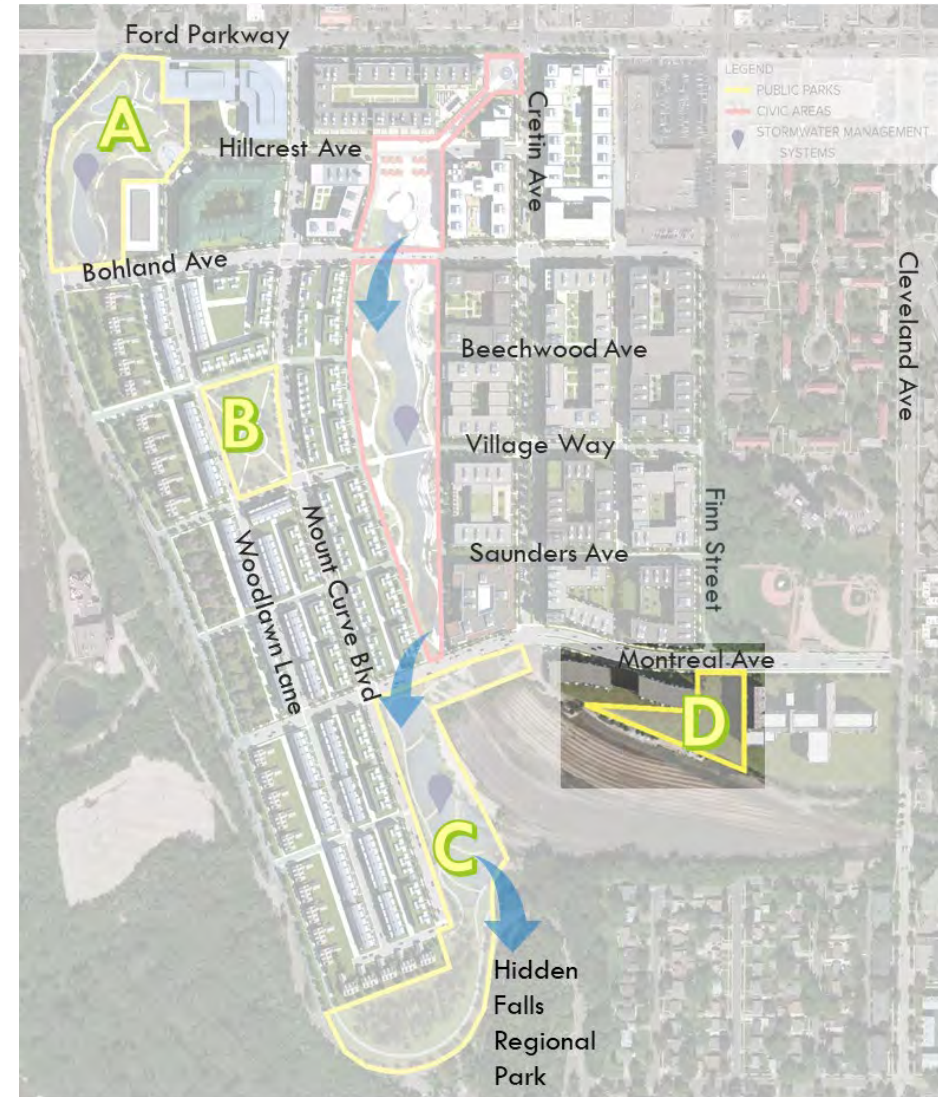 Ford Parkway
LEGEND
PUBLIC PARKS
CIVIC AREAS
STORMWATER MANAGEMENT
SYSTEMS
A
Cretin Ave
Hillcrest Ave
Bohland Ave
Cleveland Ave
Beechwood Ave
B
Village Way
Mount Curve Blvd
Finn Street
Woodlawn Lane
Saunders Ave
Montreal Ave
D
C
Hidden
Falls
Regional
Park